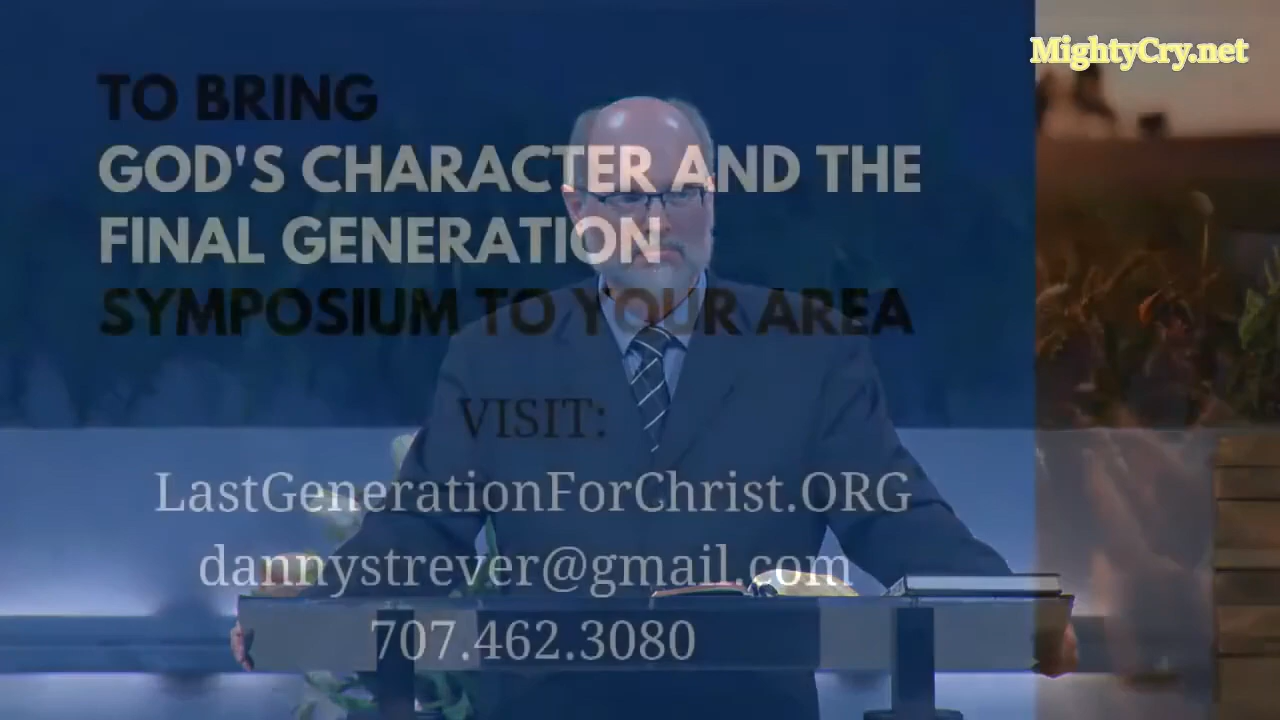 MightyCry.net
TO BRING
GOD'S CHARACTER AND THE
FINAL GENERATION
SYMPOSIUM TO YOUR AREA
VISIT:
LastGenerationForChrist.ORG
dannystrever@gmail.com
707.462.3080